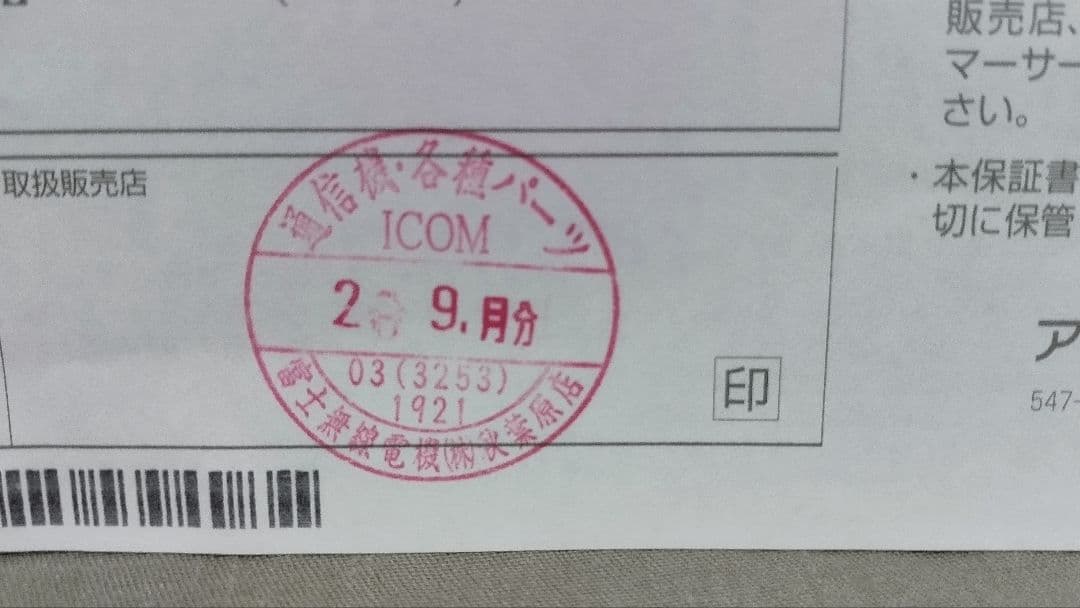 販売店、
マーサー
さい。
取扱販売店
・本保証書
切に保管
通信機・各種パーツ
ICOM
2 9.月分
03(3253)
1921
富士無線電機(株)秋葉原店
印
ア
547-